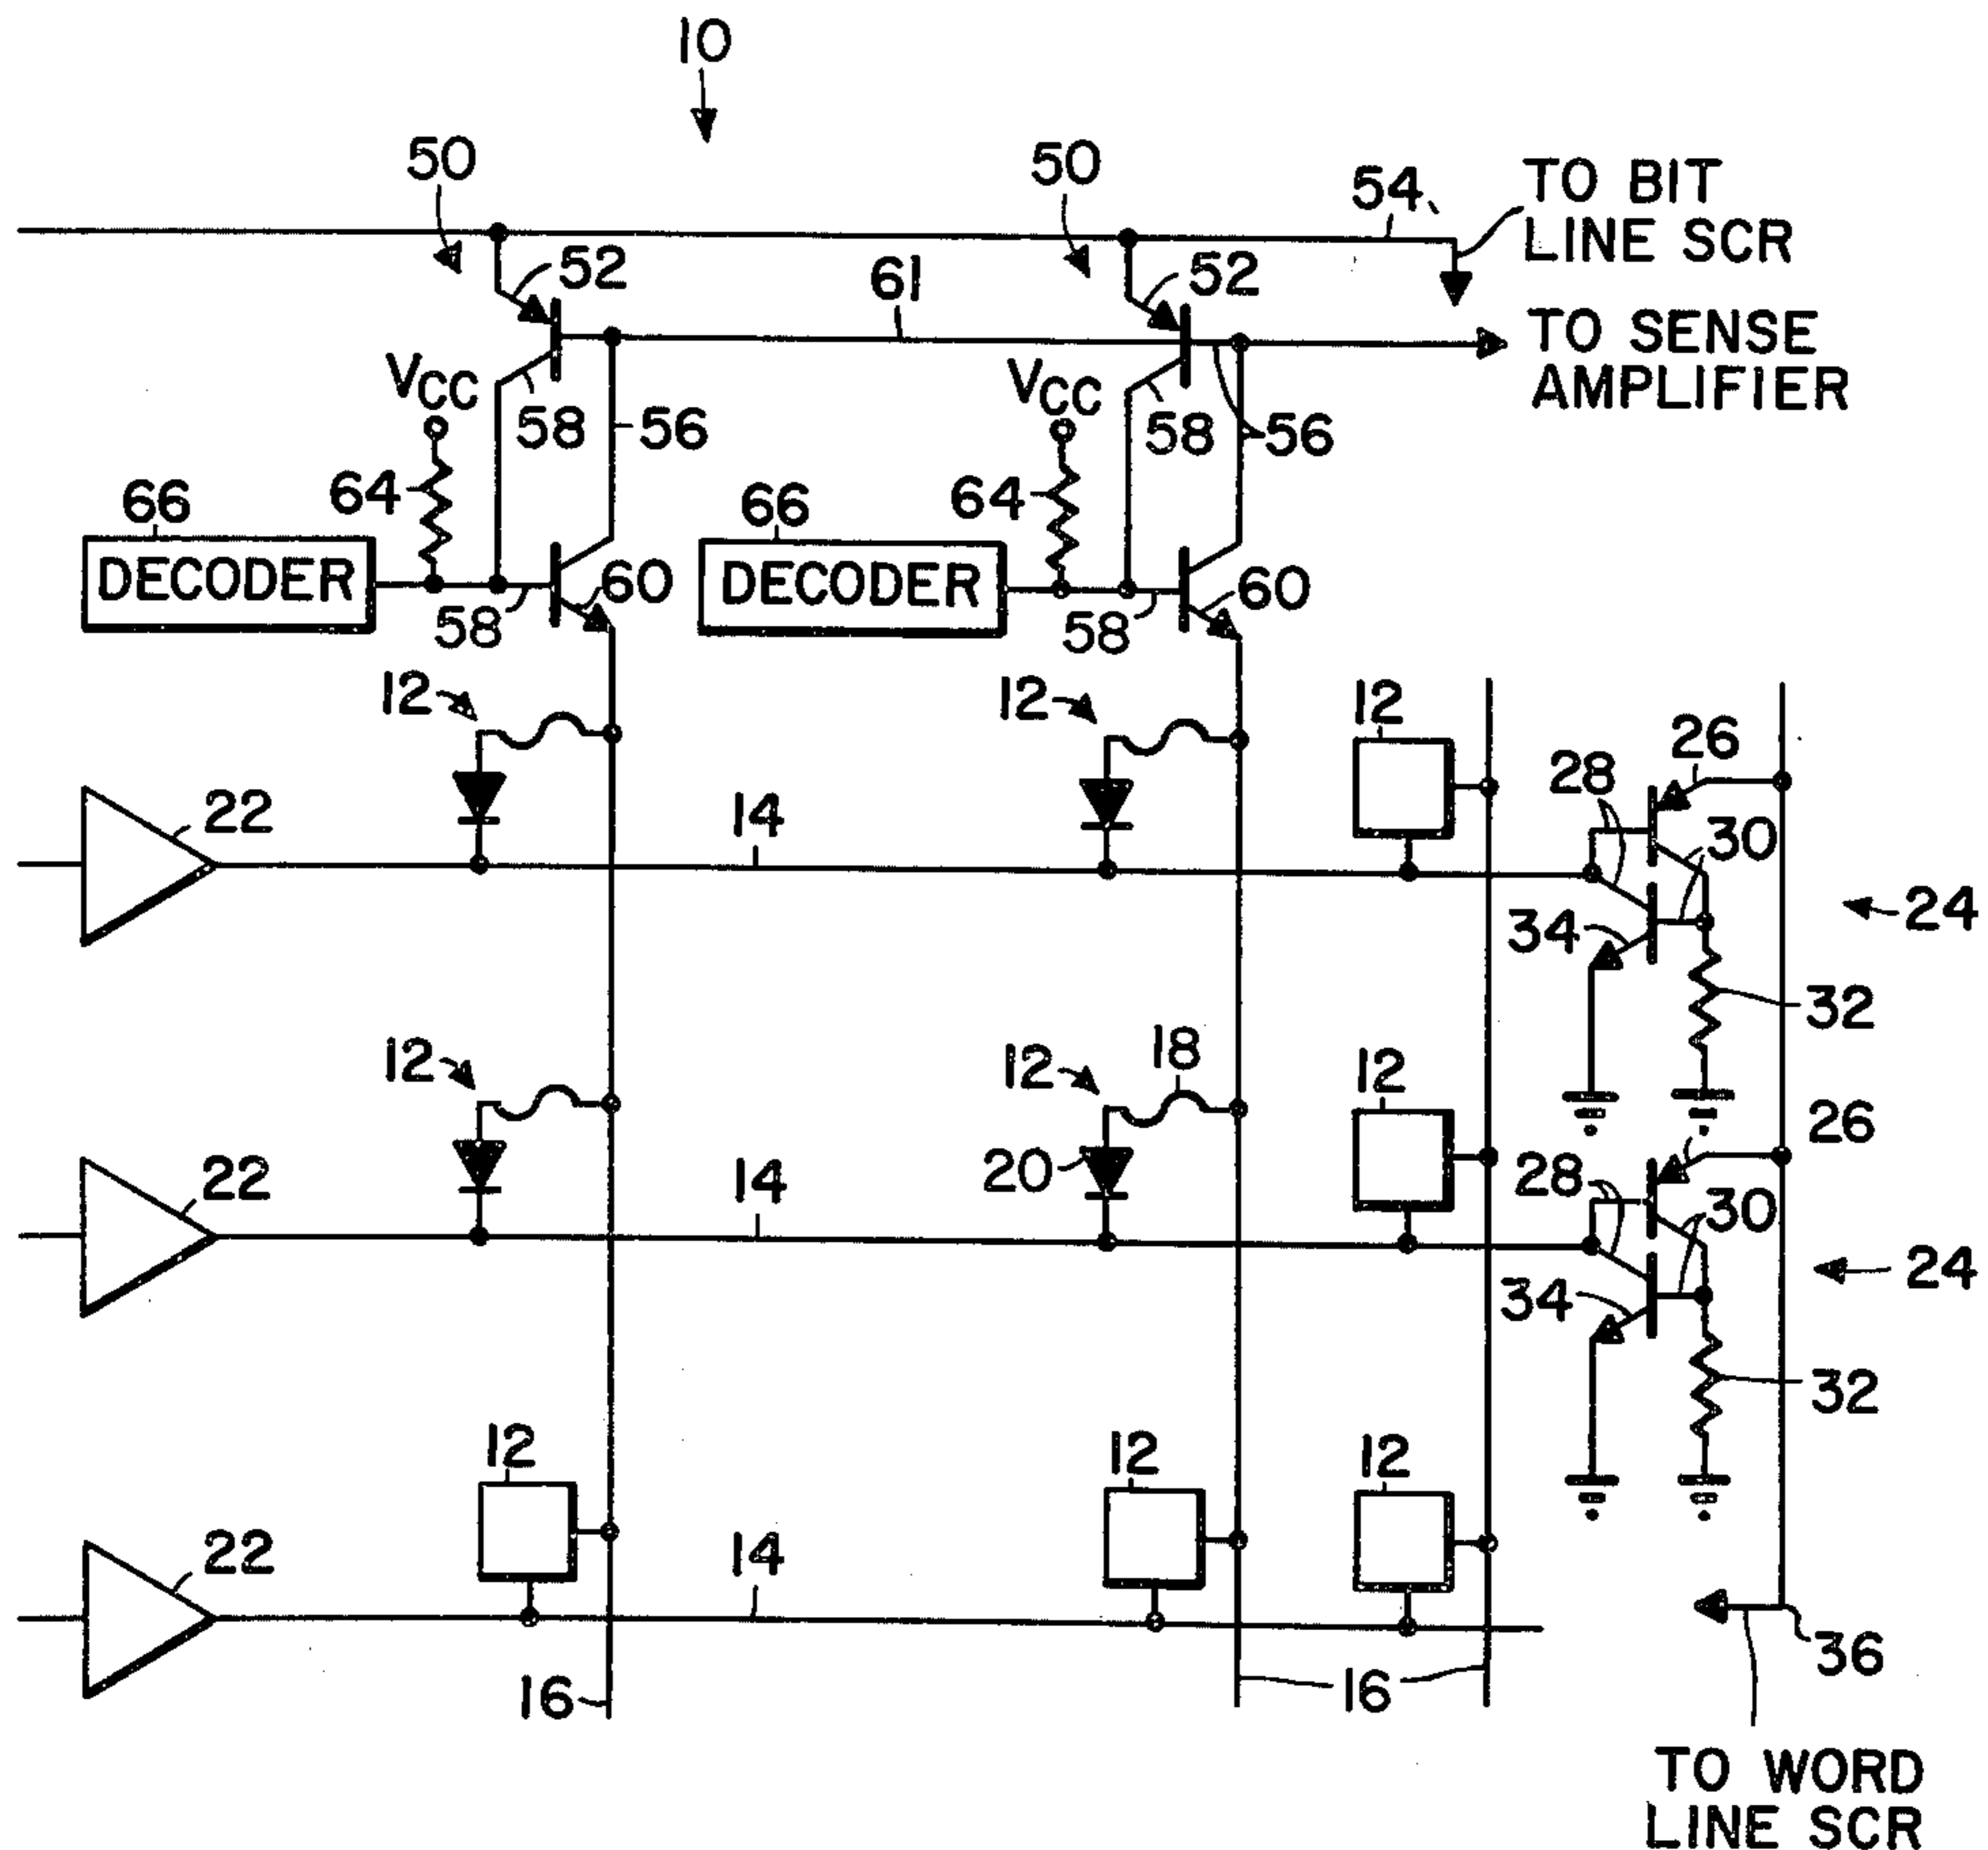 10
50 50 54 TO BIT
LINE SCR
52 61 52
TO SENSE
AMPLIFIER
VCC VCC
58 56 58 56
64 64
66 66
DECODER DECODER
60 60
58 58
12 12 12
26
28
22 14 30
34 24
32
12 12 18 12
26
20 28
22 14 30
34 24
32
12 12 12
22 14
36
16 16
TO WORD
LINE SCR